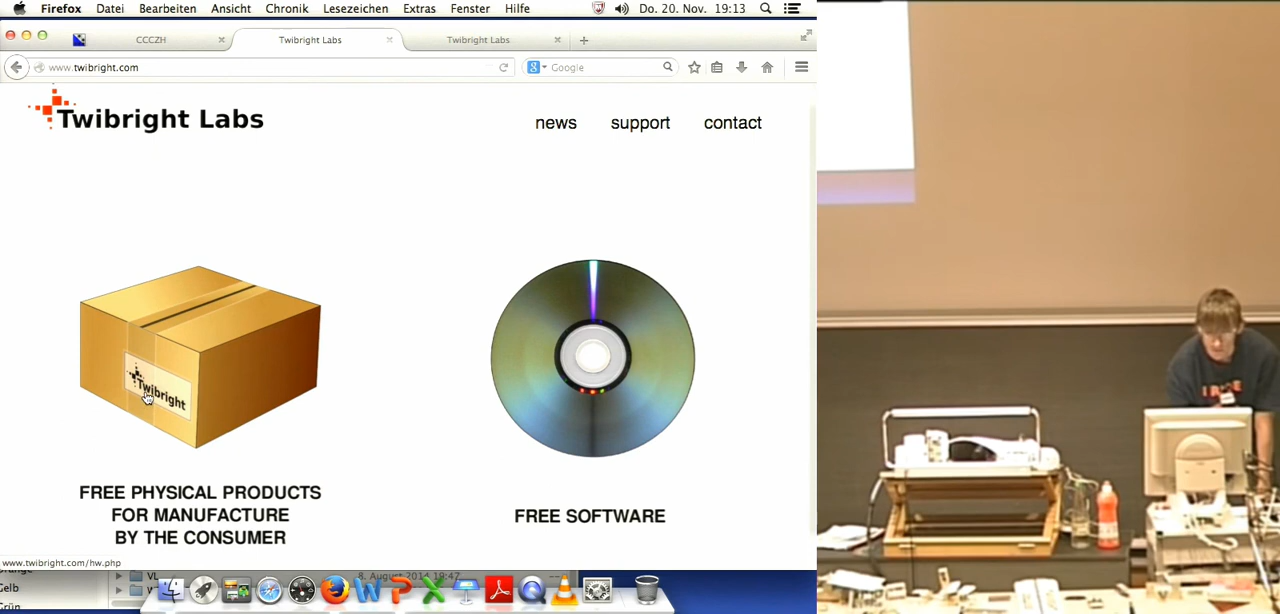 Firefox Datei Bearbeiten Ansicht Chronik Lesezeichen Extras Fenster Hilfe Do. 20. Nov. 19:13
CCCZH Twibright Labs Twibright Labs
www.twibright.com Google
Twibright Labs
news support contact
Twibright
FREE PHYSICAL PRODUCTS
FOR MANUFACTURE
BY THE CONSUMER
FREE SOFTWARE
www.twibright.com/hw.php
VL 8. August 2014 19:47
Gelb
Grün